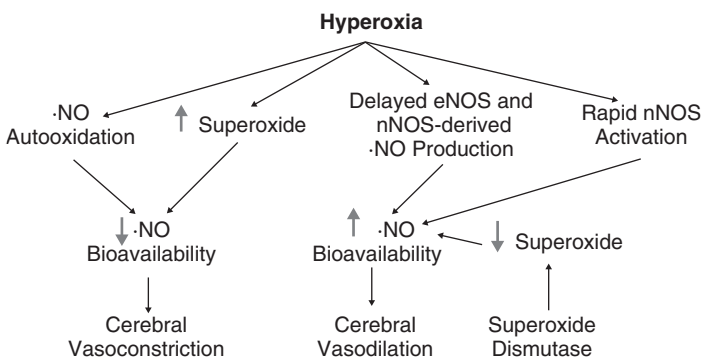 Hyperoxia
·NO
Autooxidation
Superoxide
Delayed eNOS and
nNOS-derived
·NO Production
Rapid nNOS
Activation
·NO
Bioavailability
·NO
Bioavailability
Superoxide
Cerebral
Vasoconstriction
Cerebral
Vasodilation
Superoxide
Dismutase